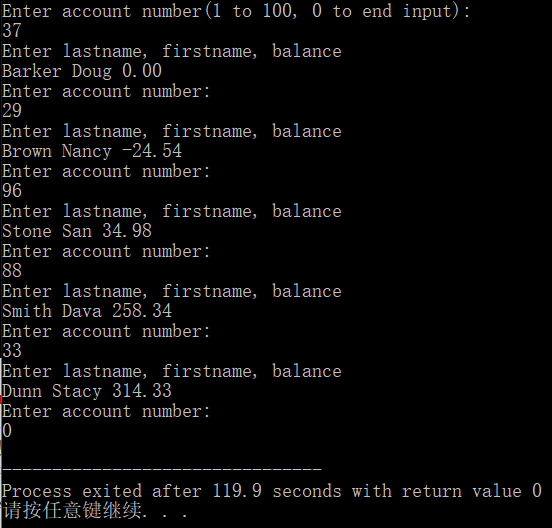 Enter account number(1 to 100, 0 to end input):
37
Enter lastname, firstname, balance
Barker Doug 0.00
Enter account number:
29
Enter lastname, firstname, balance
Brown Nancy -24.54
Enter account number:
96
Enter lastname, firstname, balance
Stone San 34.98
Enter account number:
88
Enter lastname, firstname, balance
Smith Dava 258.34
Enter account number:
33
Enter lastname, firstname, balance
Dunn Stacy 314.33
Enter account number:
0
--------------------------------
Process exited after 119.9 seconds with return value 0
请按任意键继续. . .